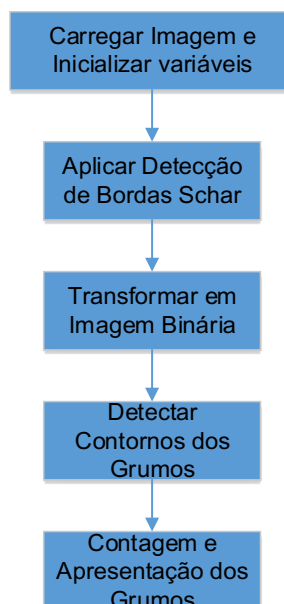 Carregar Imagem e
Inicializar variáveis
Aplicar Detecção
de Bordas Schar
Transformar em
Imagem Binária
Detectar
Contornos dos
Grumos
Contagem e
Apresentação dos
Grumos